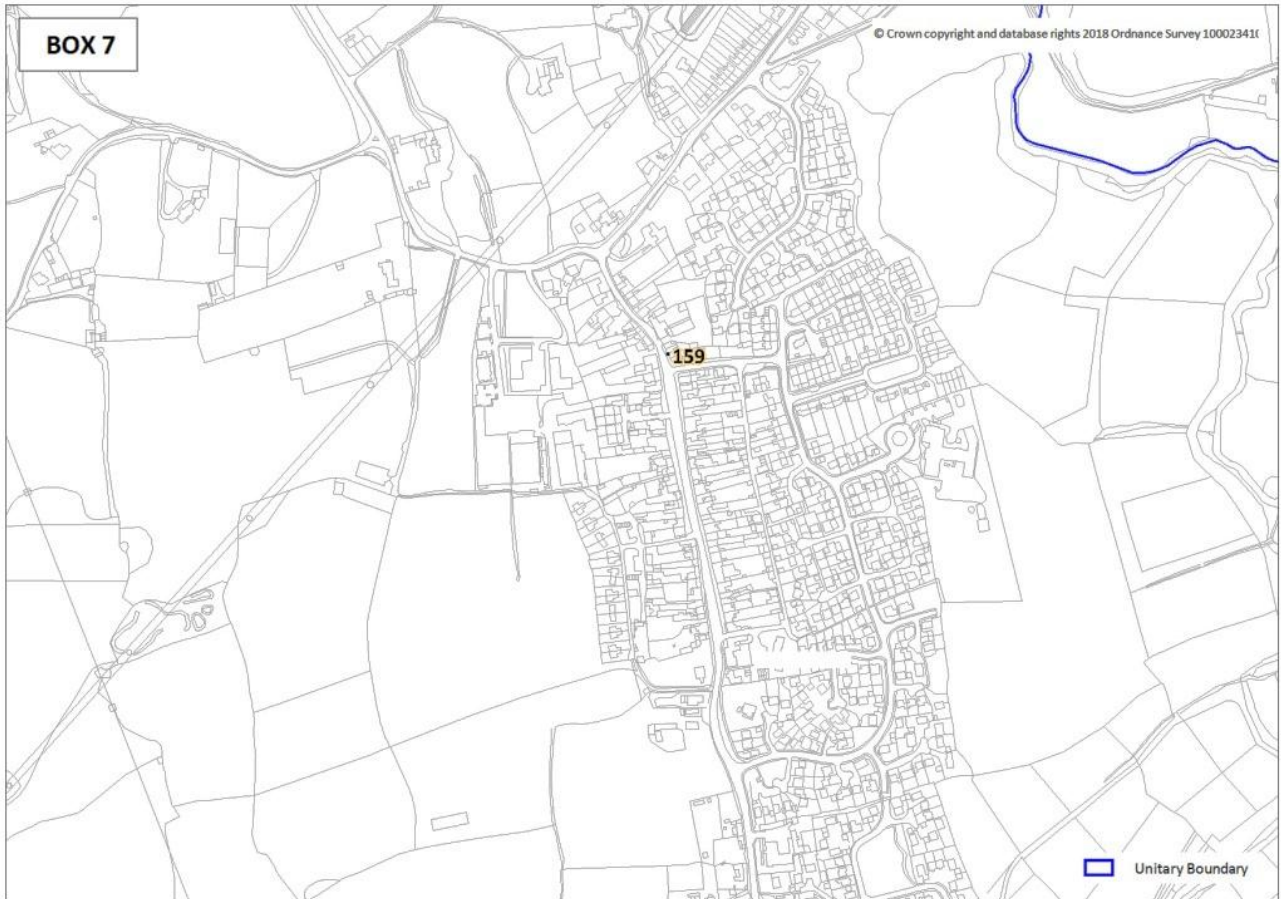 BOX 7
© Crown copyright and database rights 2018 Ordnance Survey 10002341
159
Unitary Boundary